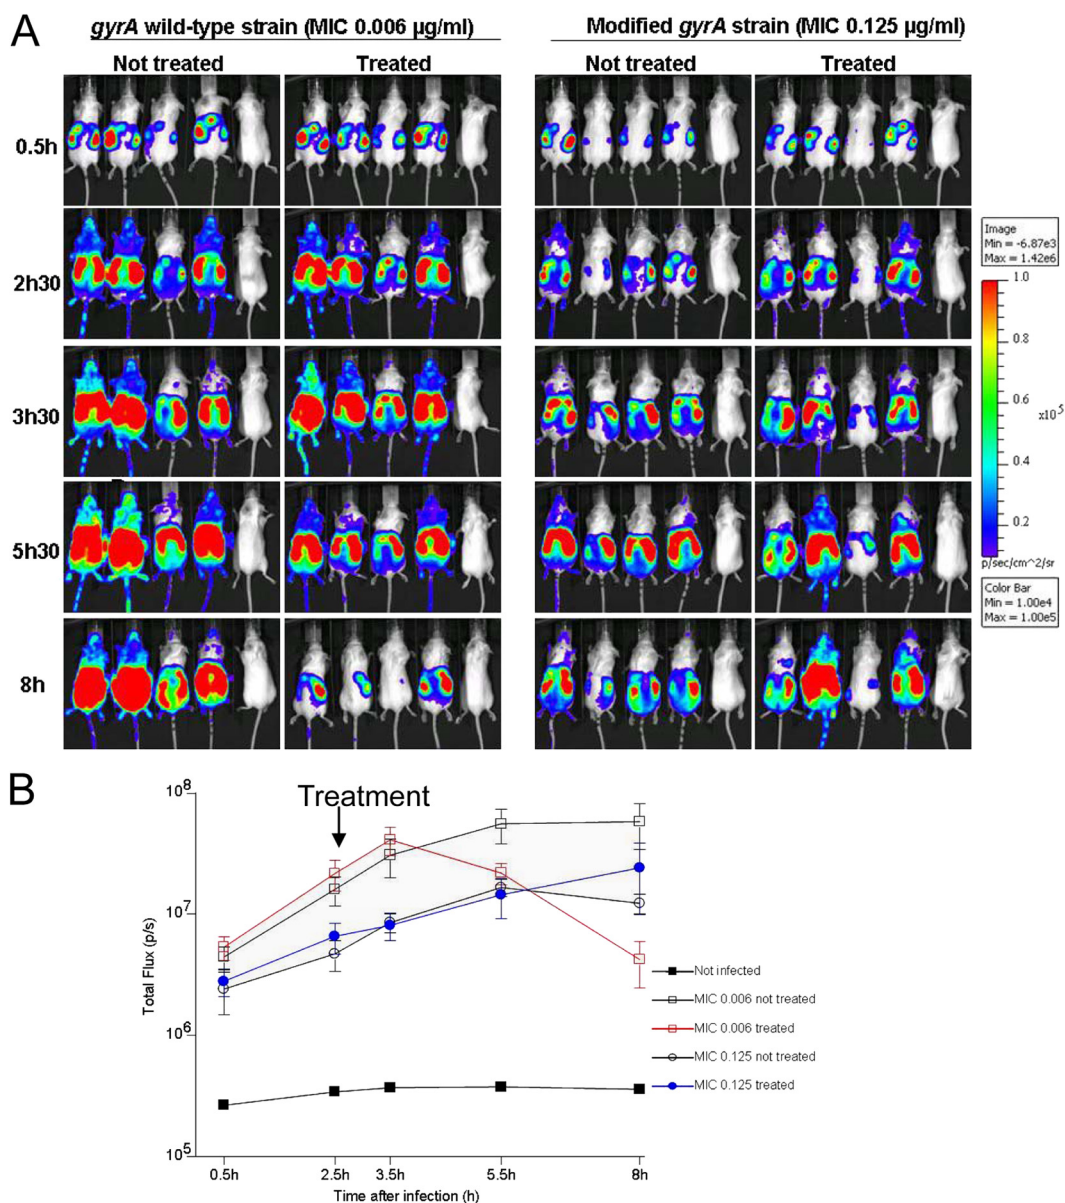 A
gyrA wild-type strain (MIC 0.006 µg/ml)
Modified gyrA strain (MIC 0.125 µg/ml)
Not treated
Treated
Not treated
Treated
0.5h
2h30
3h30
5h30
8h
Image
Min = -6.87e3
Max = 1.42e6
1.0
0.8
0.6
x10^5
0.4
0.2
p/sec/cm^2/sr
Color Bar
Min = 1.00e4
Max = 1.00e5
B
Treatment
10^8
10^7
10^6
10^5
Total Flux (p/s)
0.5h
2.5h
3.5h
5.5h
8h
Time after infection (h)
Not infected
MIC 0.006 not treated
MIC 0.006 treated
MIC 0.125 not treated
MIC 0.125 treated